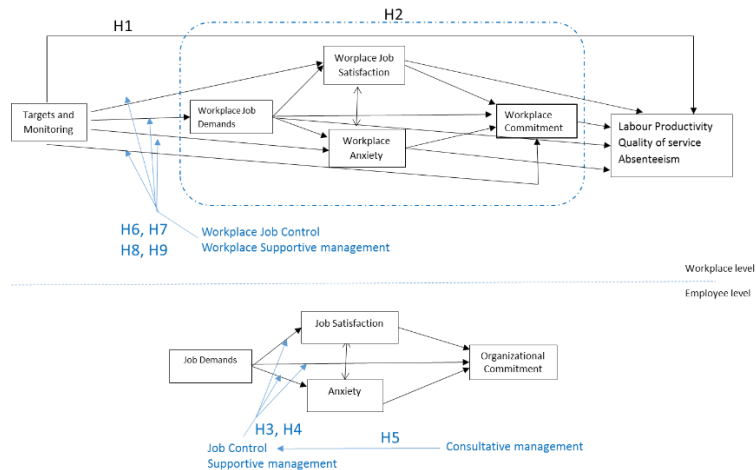 H1
H2
Worplace Job
Satisfaction
Targets and
Monitoring
Workplace Job
Demands
Workplace
Commitment
Workplace
Anxiety
Labour Productivity
Quality of service
Absenteeism
H6, H7
H8, H9
Workplace Job Control
Workplace Supportive management
Workplace level
Employee level
Job Satisfaction
Job Demands
Organizational
Commitment
Anxiety
H3, H4
H5
Job Control
Supportive management
Consultative management